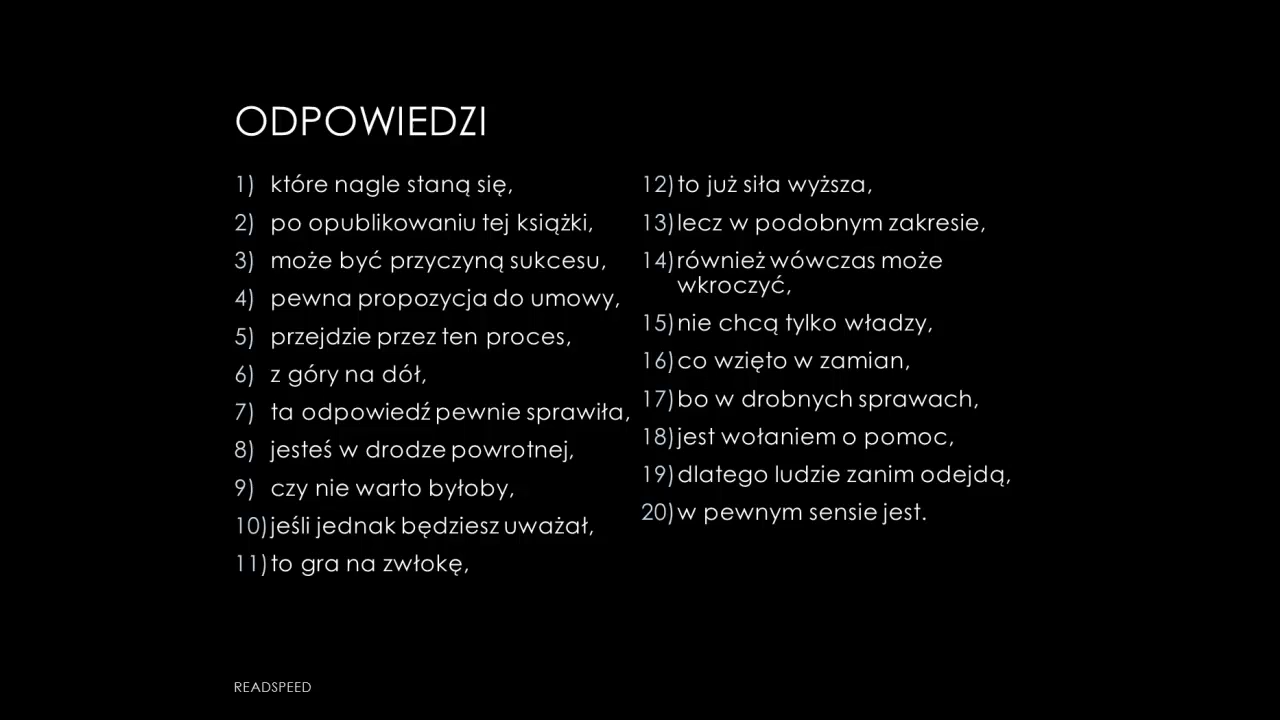 ODPOWIEDZI
1) które nagle staną się,
2) po opublikowaniu tej książki,
3) może być przyczyną sukcesu,
4) pewna propozycja do umowy,
5) przejdzie przez ten proces,
6) z góry na dół,
7) ta odpowiedź pewnie sprawiła,
8) jesteś w drodze powrotnej,
9) czy nie warto byłoby,
10) jeśli jednak będziesz uważał,
11) to gra na zwłokę,
12) to już siła wyższa,
13) lecz w podobnym zakresie,
14) również wówczas może
wkroczyć,
15) nie chcą tylko władzy,
16) co wzięto w zamian,
17) bo w drobnych sprawach,
18) jest wołaniem o pomoc,
19) dlatego ludzie zanim odejdą,
20) w pewnym sensie jest.
READSPEED